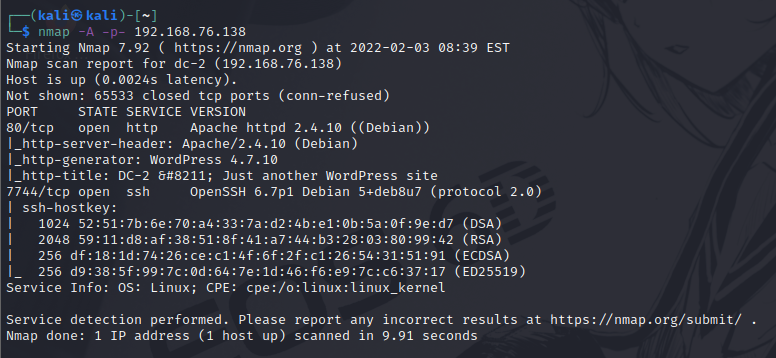 ┌──(kali㉿kali)-[~]
└─$ nmap -A -p- 192.168.76.138
Starting Nmap 7.92 ( https://nmap.org ) at 2022-02-03 08:39 EST
Nmap scan report for dc-2 (192.168.76.138)
Host is up (0.0024s latency).
Not shown: 65533 closed tcp ports (conn-refused)
PORT     STATE SERVICE VERSION
80/tcp   open  http    Apache httpd 2.4.10 ((Debian))
|_http-server-header: Apache/2.4.10 (Debian)
|_http-generator: WordPress 4.7.10
|_http-title: DC-2 &#8211; Just another WordPress site
7744/tcp open  ssh     OpenSSH 6.7p1 Debian 5+deb8u7 (protocol 2.0)
| ssh-hostkey:
|   1024 52:51:7b:6e:70:a4:33:7a:d2:4b:e1:0b:5a:0f:9e:d7 (DSA)
|   2048 59:11:d8:af:38:51:8f:41:a7:44:b3:28:03:80:99:42 (RSA)
|   256 df:18:1d:74:26:ce:c1:4f:6f:2f:c1:26:54:31:51:91 (ECDSA)
|_  256 d9:38:5f:99:7c:0d:64:7e:1d:46:f6:e9:7c:c6:37:17 (ED25519)
Service Info: OS: Linux; CPE: cpe:/o:linux:linux_kernel

Service detection performed. Please report any incorrect results at https://nmap.org/submit/ .
Nmap done: 1 IP address (1 host up) scanned in 9.91 seconds